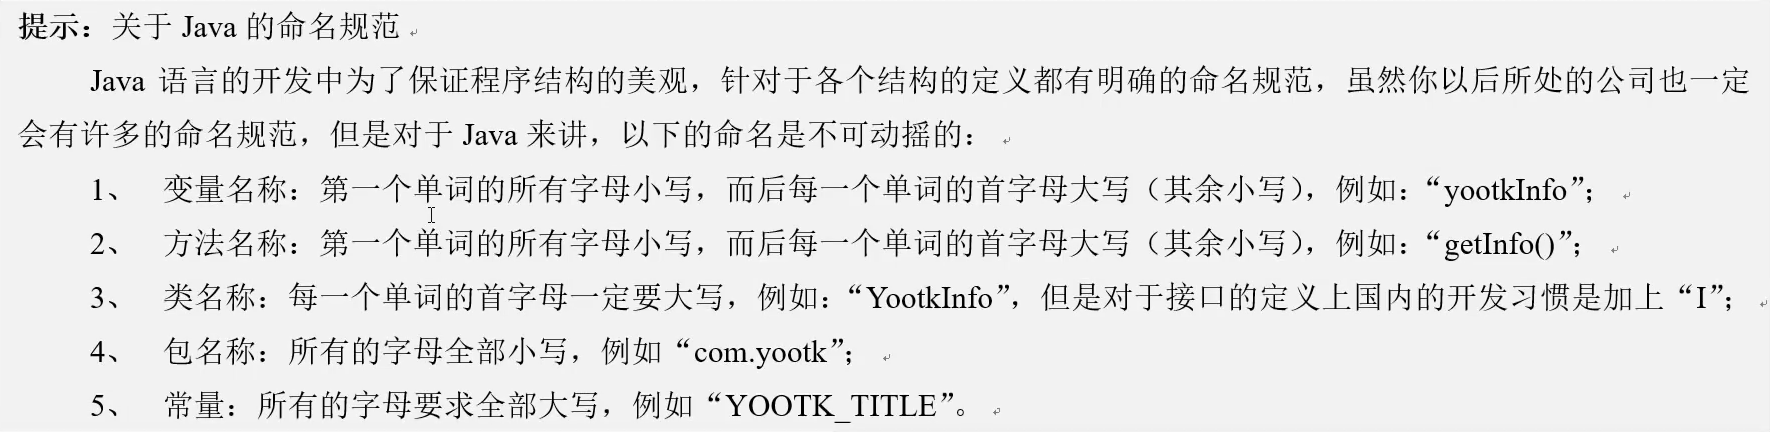 提示：关于 Java 的命名规范
Java 语言的开发中为了保证程序结构的美观，针对于各个结构的定义都有明确的命名规范，虽然你以后所处的公司也一定
会有许多的命名规范，但是对于 Java 来讲，以下的命名是不可动摇的：
1、 变量名称：第一个单词的所有字母小写，而后每一个单词的首字母大写（其余小写），例如：“yootkInfo”；
2、 方法名称：第一个单词的所有字母小写，而后每一个单词的首字母大写（其余小写），例如：“getInfo()”；
3、 类名称：每一个单词的首字母一定要大写，例如：“YootkInfo”，但是对于接口的定义上国内的开发习惯是加上“I”；
4、 包名称：所有的字母全部小写，例如“com.yootk”；
5、 常量：所有的字母要求全部大写，例如“YOOTK_TITLE”。